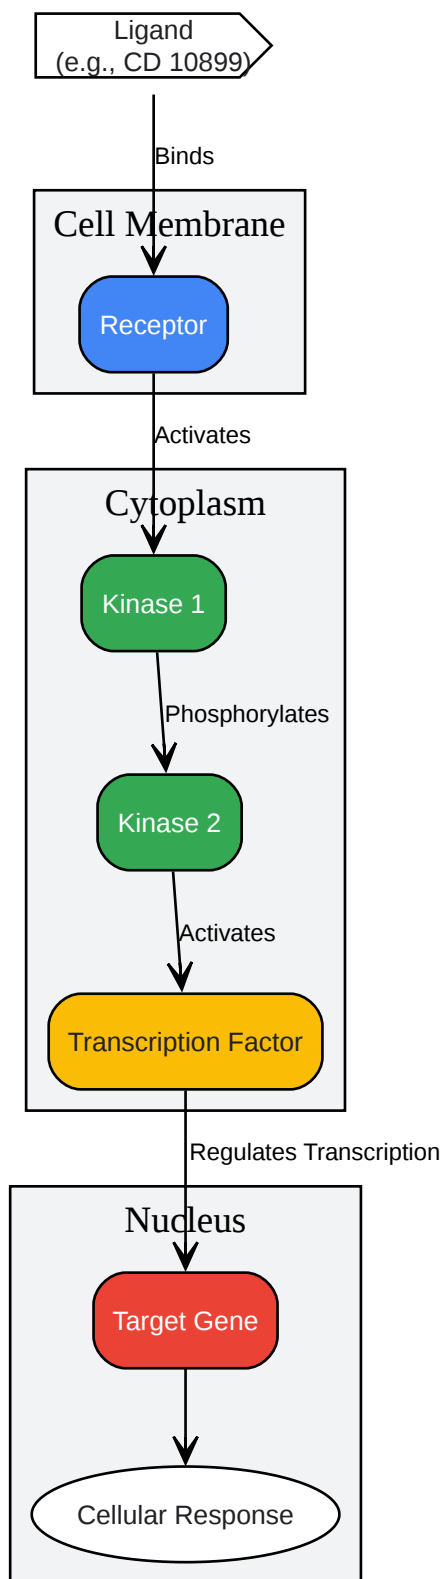 Ligand
(e.g., CD 10899)
Binds
Cell Membrane
Receptor
Activates
Cytoplasm
Kinase 1
Phosphorylates
Kinase 2
Activates
Transcription Factor
Regulates Transcription
Nucleus
Target Gene
Cellular Response